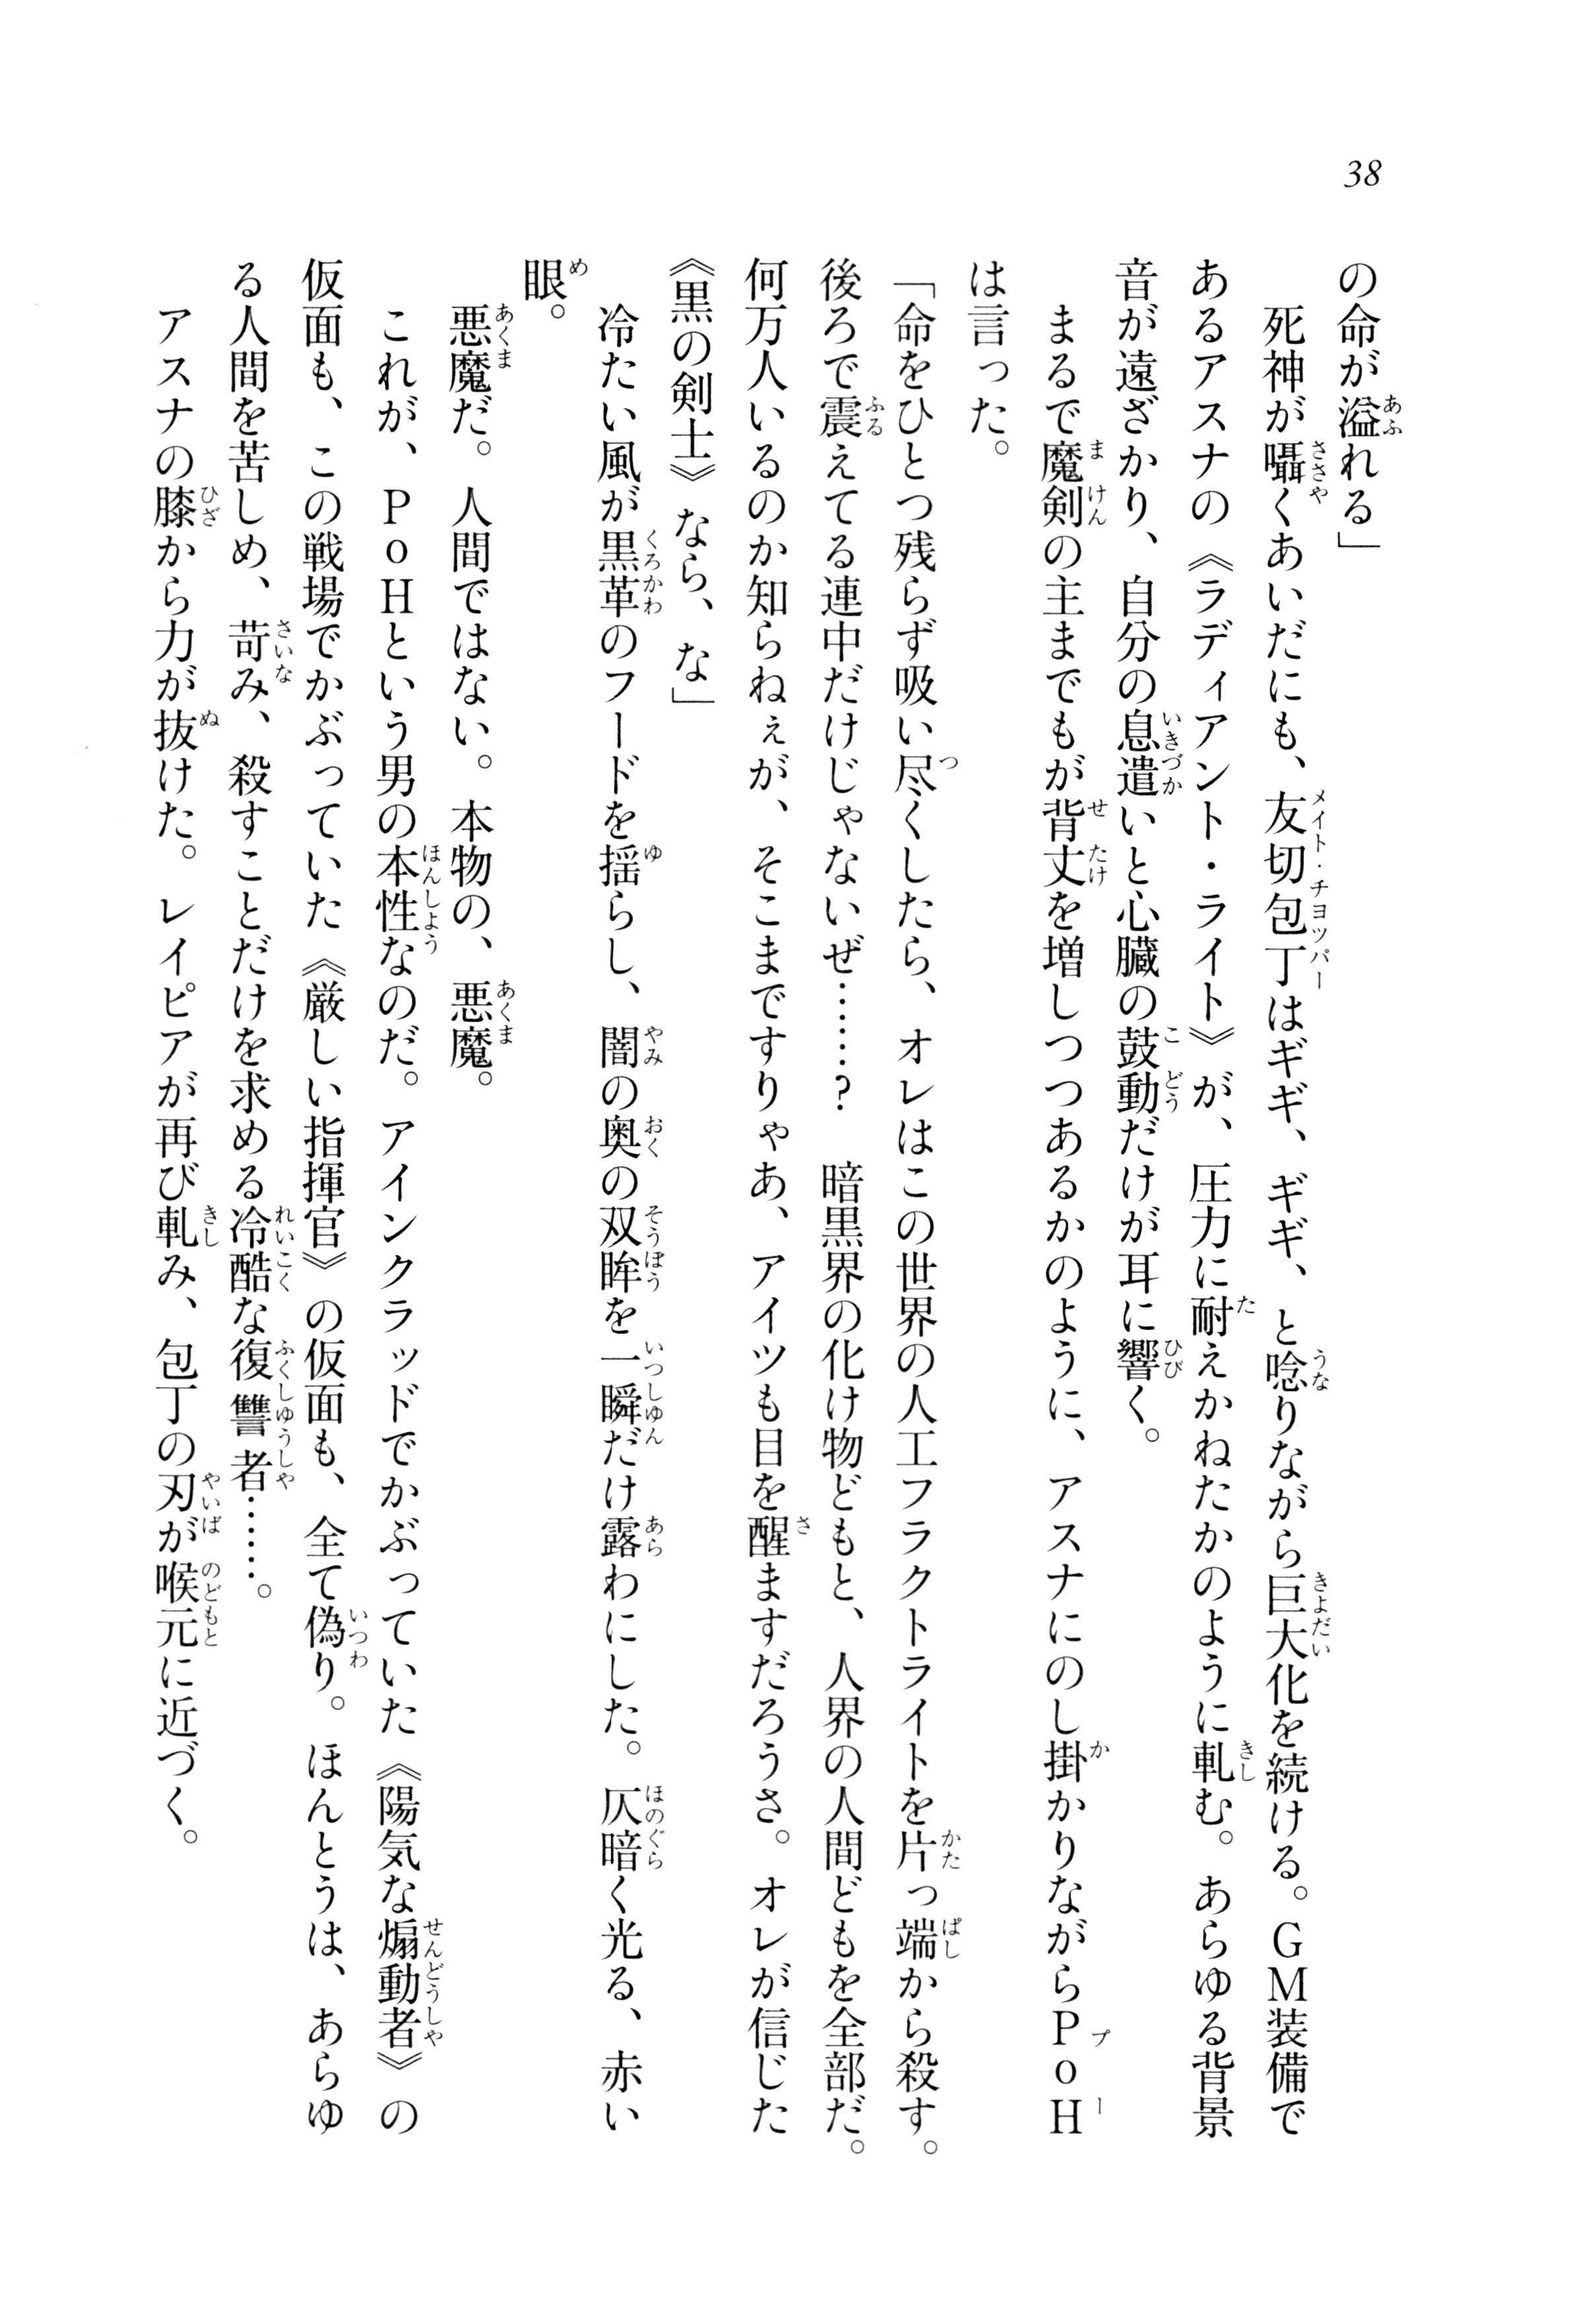 38
の命が溢れる」
　死神が囁くあいだにも、友切包丁はギギ、ギギ、と唸りながら巨大化を続ける。ＧＭ装備で
あるアスナの《ラディアント・ライト》が、圧力に耐えかねたかのように軋む。あらゆる背景
音が遠ざかり、自分の息遣いと心臓の鼓動だけが耳に響く。
　まるで魔剣の主までもが背丈を増しつつあるかのように、アスナにのし掛かりながらＰｏＨ
は言った。
「命をひとつ残らず吸い尽くしたら、オレはこの世界の人工フラクトライトを片っ端から殺す。
後ろで震えてる連中だけじゃないぜ……？　暗黒界の化け物どもと、人界の人間どもを全部だ。
何万人いるのか知らねぇが、そこまですりゃあ、アイツも目を醒ますだろうさ。オレが信じた
《黒の剣士》なら、な」
　冷たい風が黒革のフードを揺らし、闇の奥の双眸を一瞬だけ露わにした。仄暗く光る、赤い
眼。
　悪魔だ。人間ではない。本物の、悪魔。
　これが、ＰｏＨという男の本性なのだ。アインクラッドでかぶっていた《陽気な煽動者》の
仮面も、この戦場でかぶっていた《厳しい指揮官》の仮面も、全て偽り。ほんとうは、あらゆ
る人間を苦しめ、苛み、殺すことだけを求める冷酷な復讐者……。
　アスナの膝から力が抜けた。レイピアが再び軋み、包丁の刃が喉元に近づく。